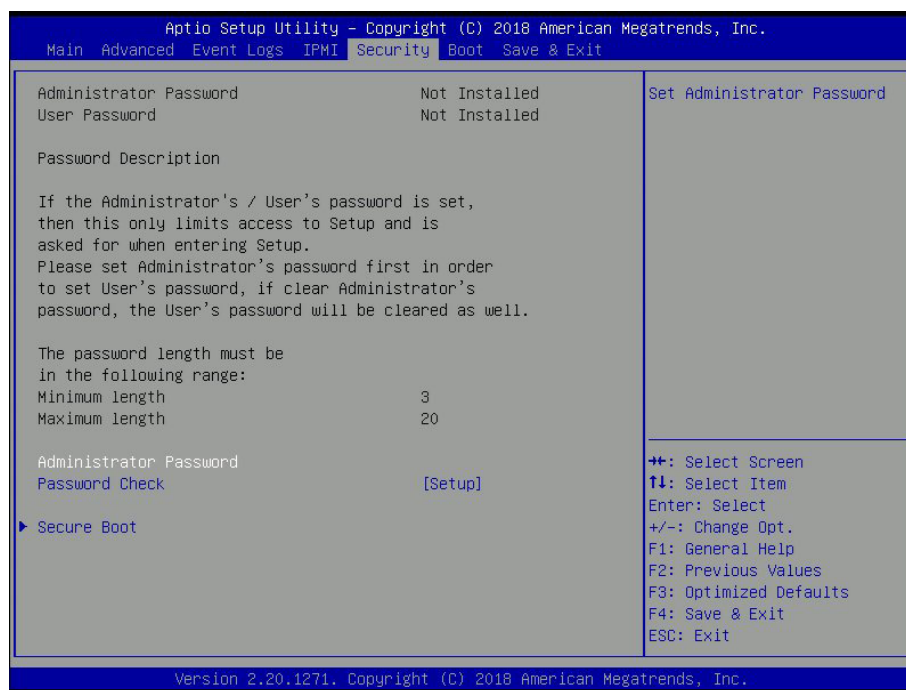 Aptio Setup Utility – Copyright (C) 2018 American Megatrends, Inc.
Main Advanced Event Logs IPMI Security Boot Save & Exit
Administrator Password Not Installed
User Password Not Installed
Password Description
If the Administrator's / User's password is set,
then this only limits access to Setup and is
asked for when entering Setup.
Please set Administrator's password first in order
to set User's password, if clear Administrator's
password, the User's password will be cleared as well.
The password length must be
in the following range:
Minimum length 3
Maximum length 20
Administrator Password
Password Check [Setup]
Secure Boot
Set Administrator Password
→←: Select Screen
↑↓: Select Item
Enter: Select
+/-: Change Opt.
F1: General Help
F2: Previous Values
F3: Optimized Defaults
F4: Save & Exit
ESC: Exit
Version 2.20.1271. Copyright (C) 2018 American Megatrends, Inc.